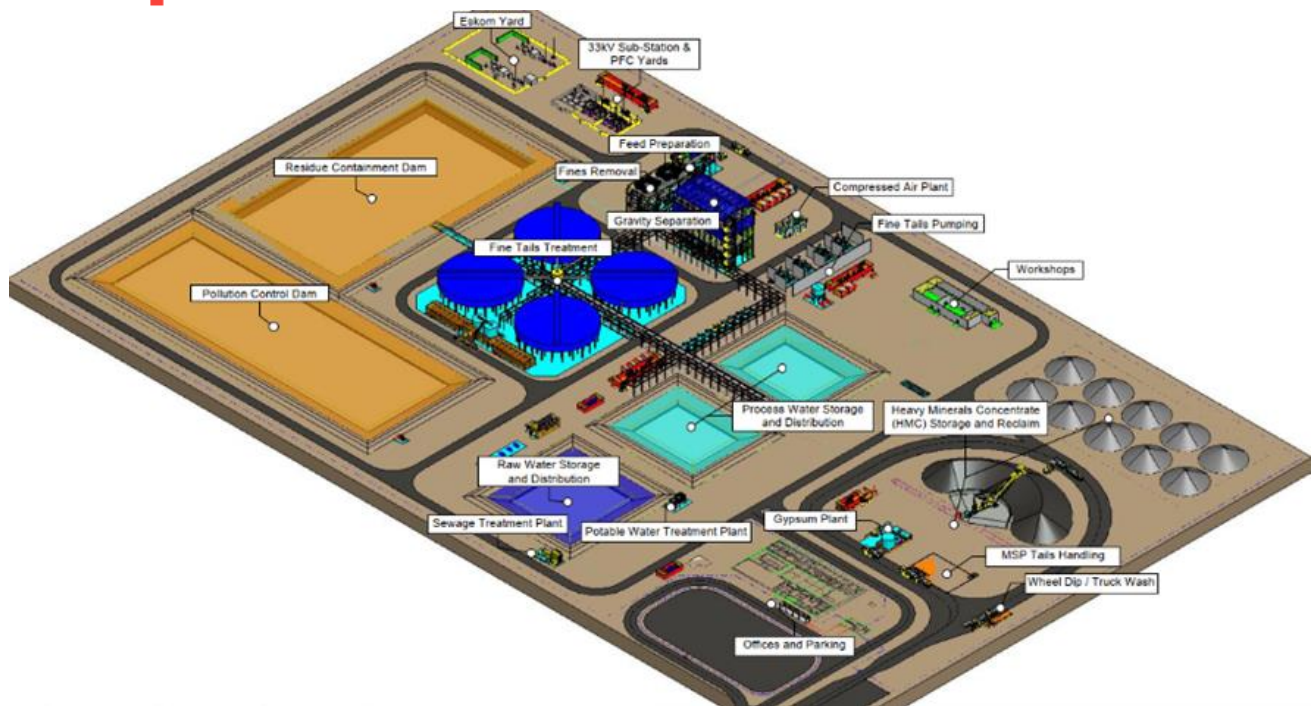 Eskom Yard
33kV Sub-Station &
PFC Yards
Feed Preparation
Residue Containment Dam
Fines Removal
Compressed Air Plant
Gravity Separation
Fine Tails Pumping
Fine Tails Treatment
Workshops
Pollution Control Dam
Process Water Storage
and Distribution
Heavy Minerals Concentrate
(HMC) Storage and Reclaim
Raw Water Storage
and Distribution
Sewage Treatment Plant
Potable Water Treatment Plant
Gypsum Plant
MSP Tails Handling
Wheel Dip / Truck Wash
Offices and Parking